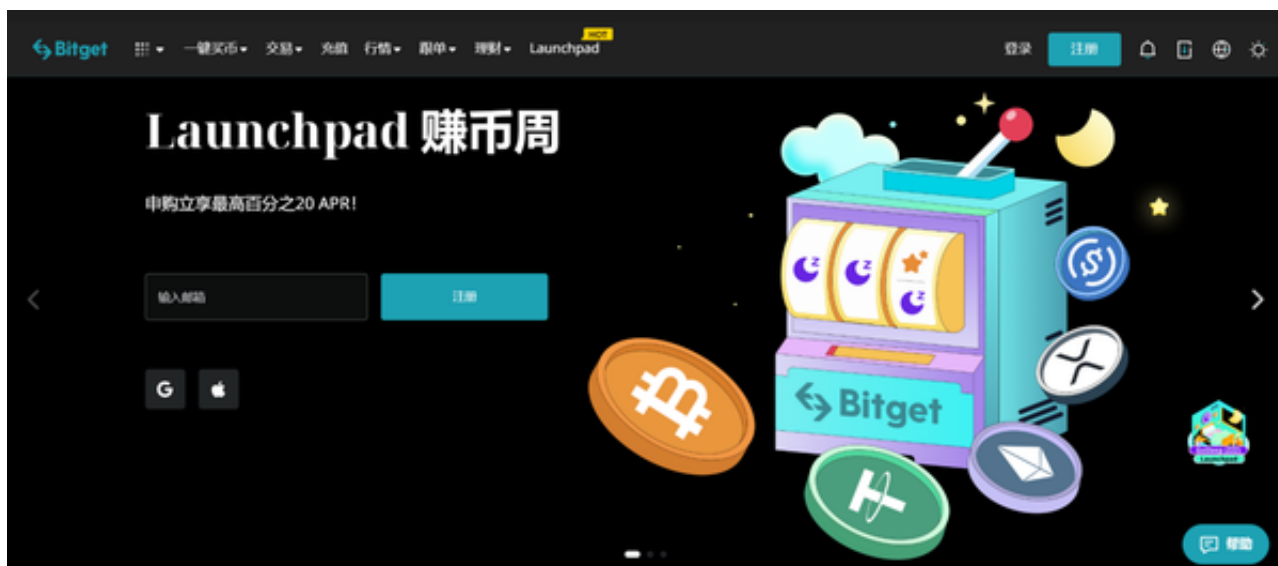 Bitget 一键买币 交易 充值 行情 跟单 理财 Launchpad HOT 登录 注册
Launchpad 赚币周
申购立享最高百分之20 APR!
输入邮箱 注册
G
Bitget
Launchpad
帮助